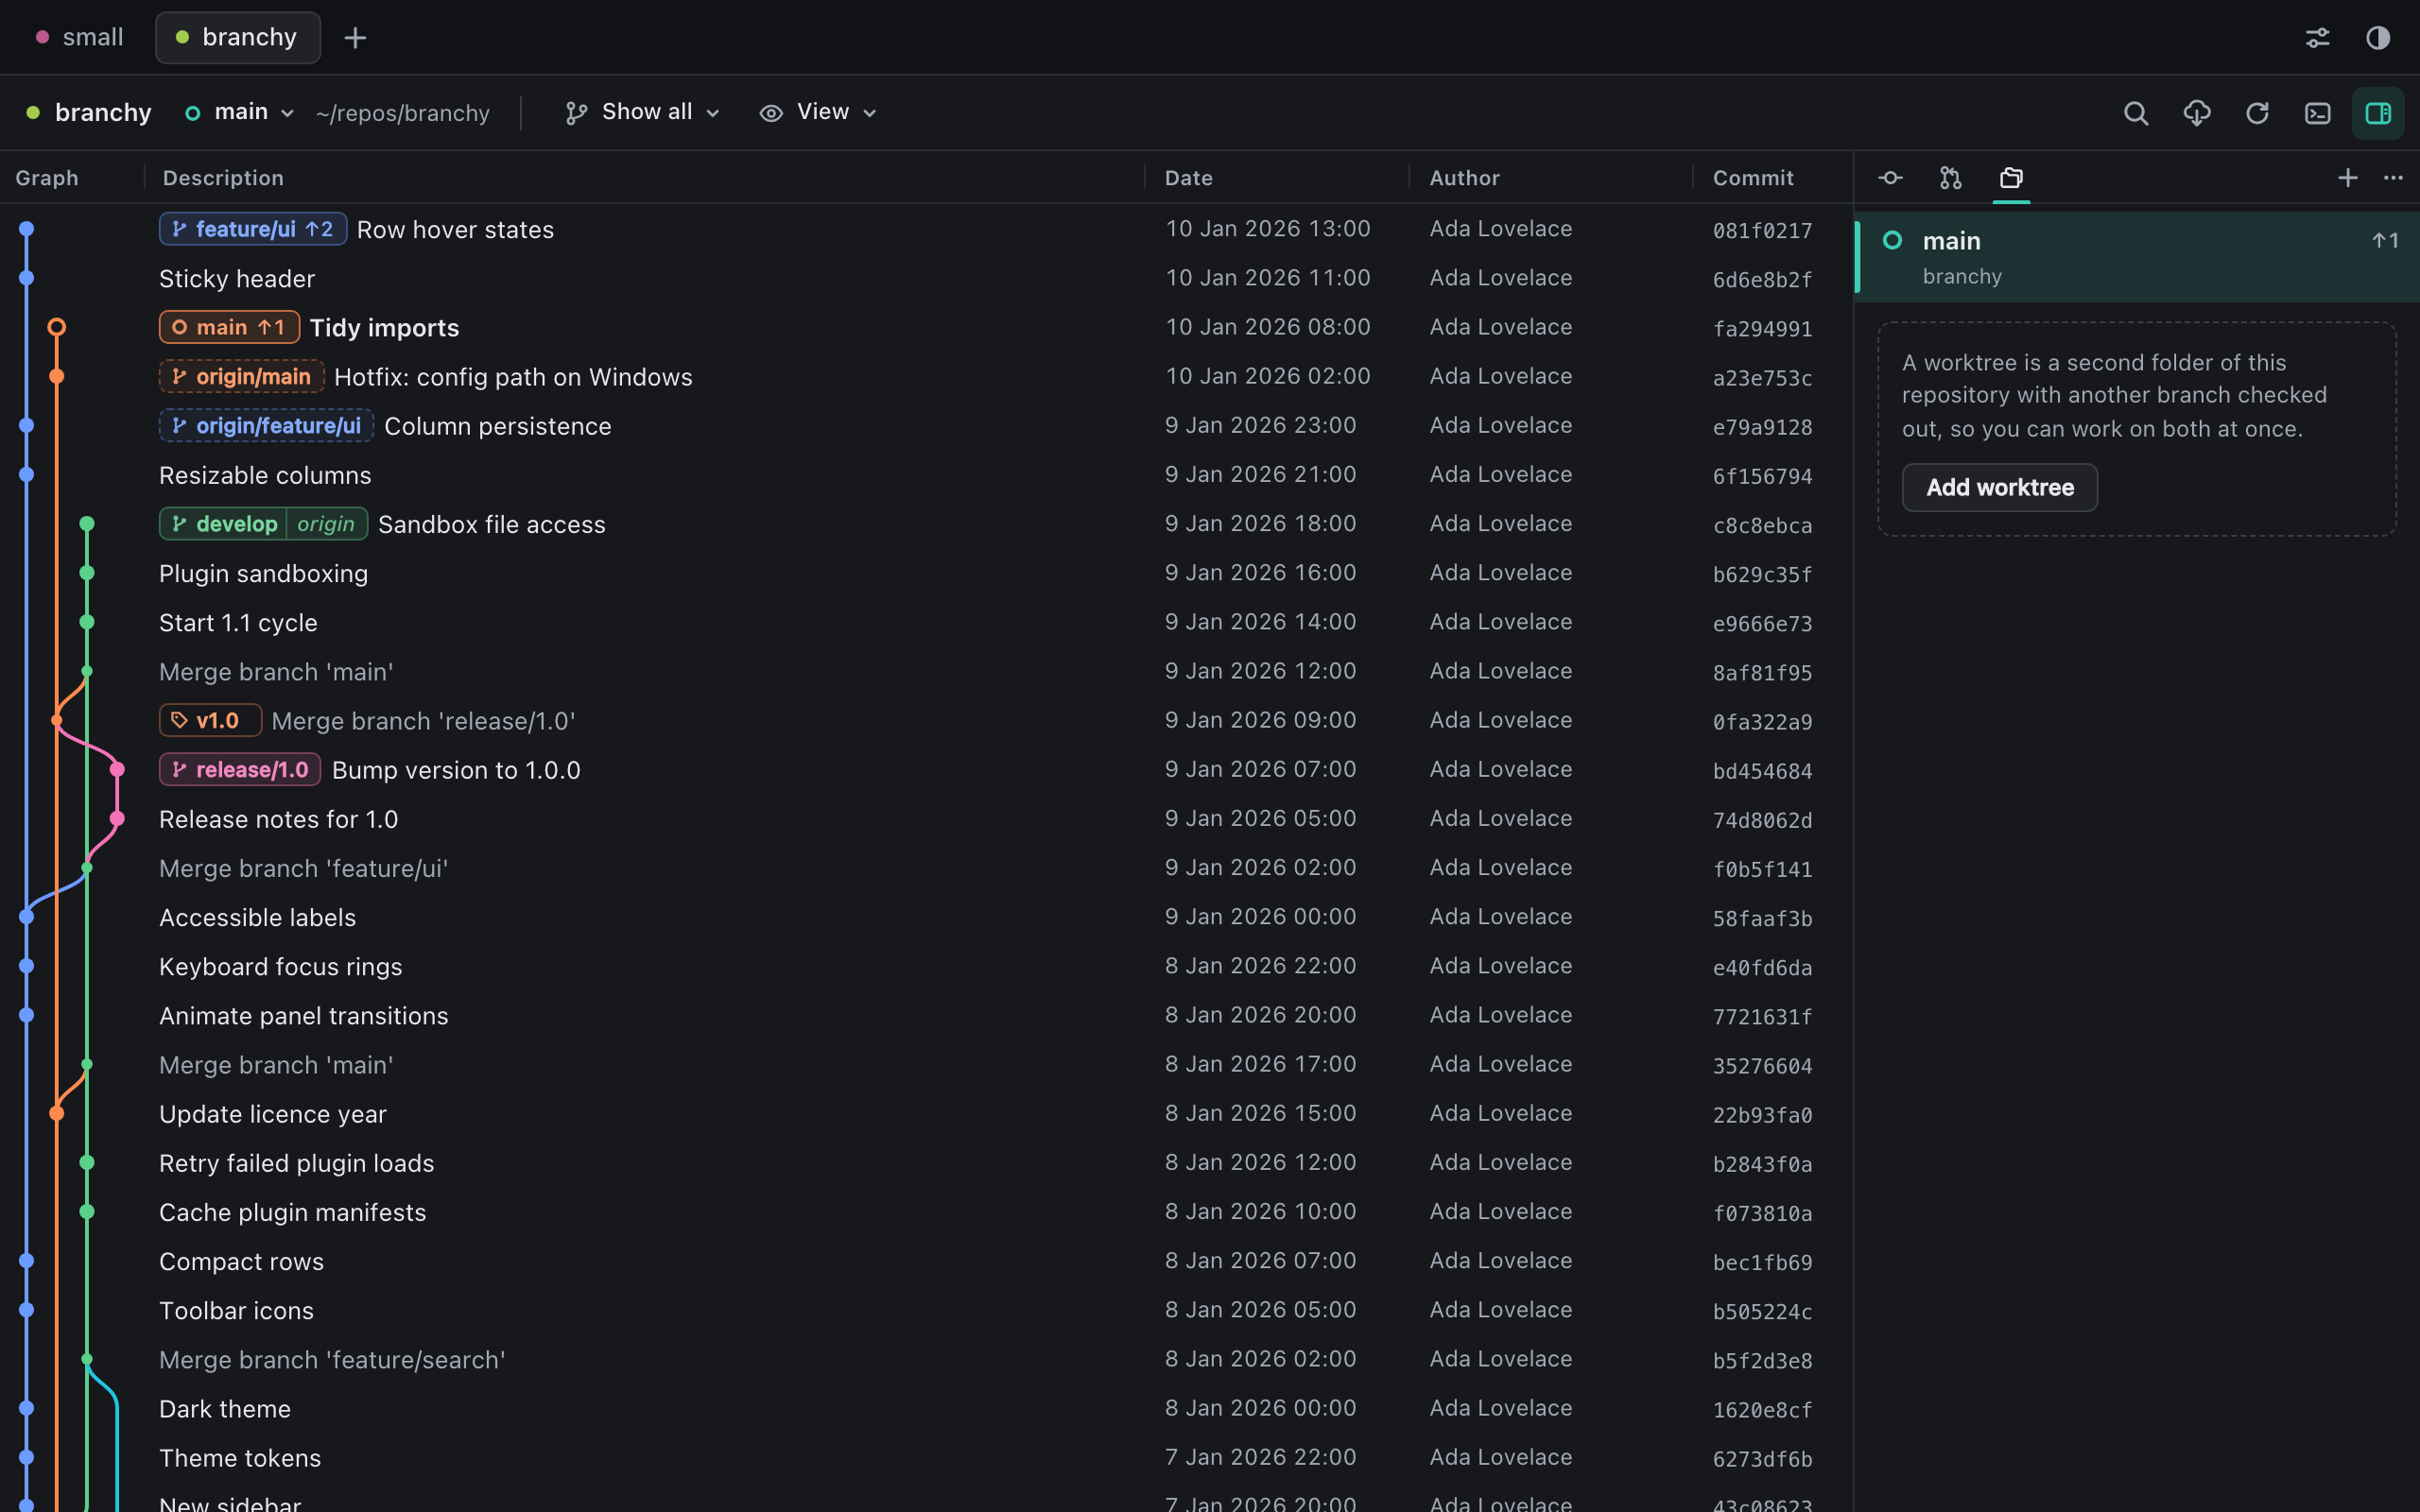 small branchy
branchy main ~/repos/branchy Show all View
Graph Description Date Author Commit
feature/ui ↑2 Row hover states 10 Jan 2026 13:00 Ada Lovelace 081f0217
Sticky header 10 Jan 2026 11:00 Ada Lovelace 6d6e8b2f
main ↑1 Tidy imports 10 Jan 2026 08:00 Ada Lovelace fa294991
origin/main Hotfix: config path on Windows 10 Jan 2026 02:00 Ada Lovelace a23e753c
origin/feature/ui Column persistence 9 Jan 2026 23:00 Ada Lovelace e79a9128
Resizable columns 9 Jan 2026 21:00 Ada Lovelace 6f156794
develop origin Sandbox file access 9 Jan 2026 18:00 Ada Lovelace c8c8ebca
Plugin sandboxing 9 Jan 2026 16:00 Ada Lovelace b629c35f
Start 1.1 cycle 9 Jan 2026 14:00 Ada Lovelace e9666e73
Merge branch 'main' 9 Jan 2026 12:00 Ada Lovelace 8af81f95
v1.0 Merge branch 'release/1.0' 9 Jan 2026 09:00 Ada Lovelace 0fa322a9
release/1.0 Bump version to 1.0.0 9 Jan 2026 07:00 Ada Lovelace bd454684
Release notes for 1.0 9 Jan 2026 05:00 Ada Lovelace 74d8062d
Merge branch 'feature/ui' 9 Jan 2026 02:00 Ada Lovelace f0b5f141
Accessible labels 9 Jan 2026 00:00 Ada Lovelace 58faaf3b
Keyboard focus rings 8 Jan 2026 22:00 Ada Lovelace e40fd6da
Animate panel transitions 8 Jan 2026 20:00 Ada Lovelace 7721631f
Merge branch 'main' 8 Jan 2026 17:00 Ada Lovelace 35276604
Update licence year 8 Jan 2026 15:00 Ada Lovelace 22b93fa0
Retry failed plugin loads 8 Jan 2026 12:00 Ada Lovelace b2843f0a
Cache plugin manifests 8 Jan 2026 10:00 Ada Lovelace f073810a
Compact rows 8 Jan 2026 07:00 Ada Lovelace bec1fb69
Toolbar icons 8 Jan 2026 05:00 Ada Lovelace b505224c
Merge branch 'feature/search' 8 Jan 2026 02:00 Ada Lovelace b5f2d3e8
Dark theme 8 Jan 2026 00:00 Ada Lovelace 1620e8cf
Theme tokens 7 Jan 2026 22:00 Ada Lovelace 6273df6b
New sidebar 7 Jan 2026 20:00 Ada Lovelace 43c08623
main ↑1
branchy
A worktree is a second folder of this
repository with another branch checked
out, so you can work on both at once.
Add worktree